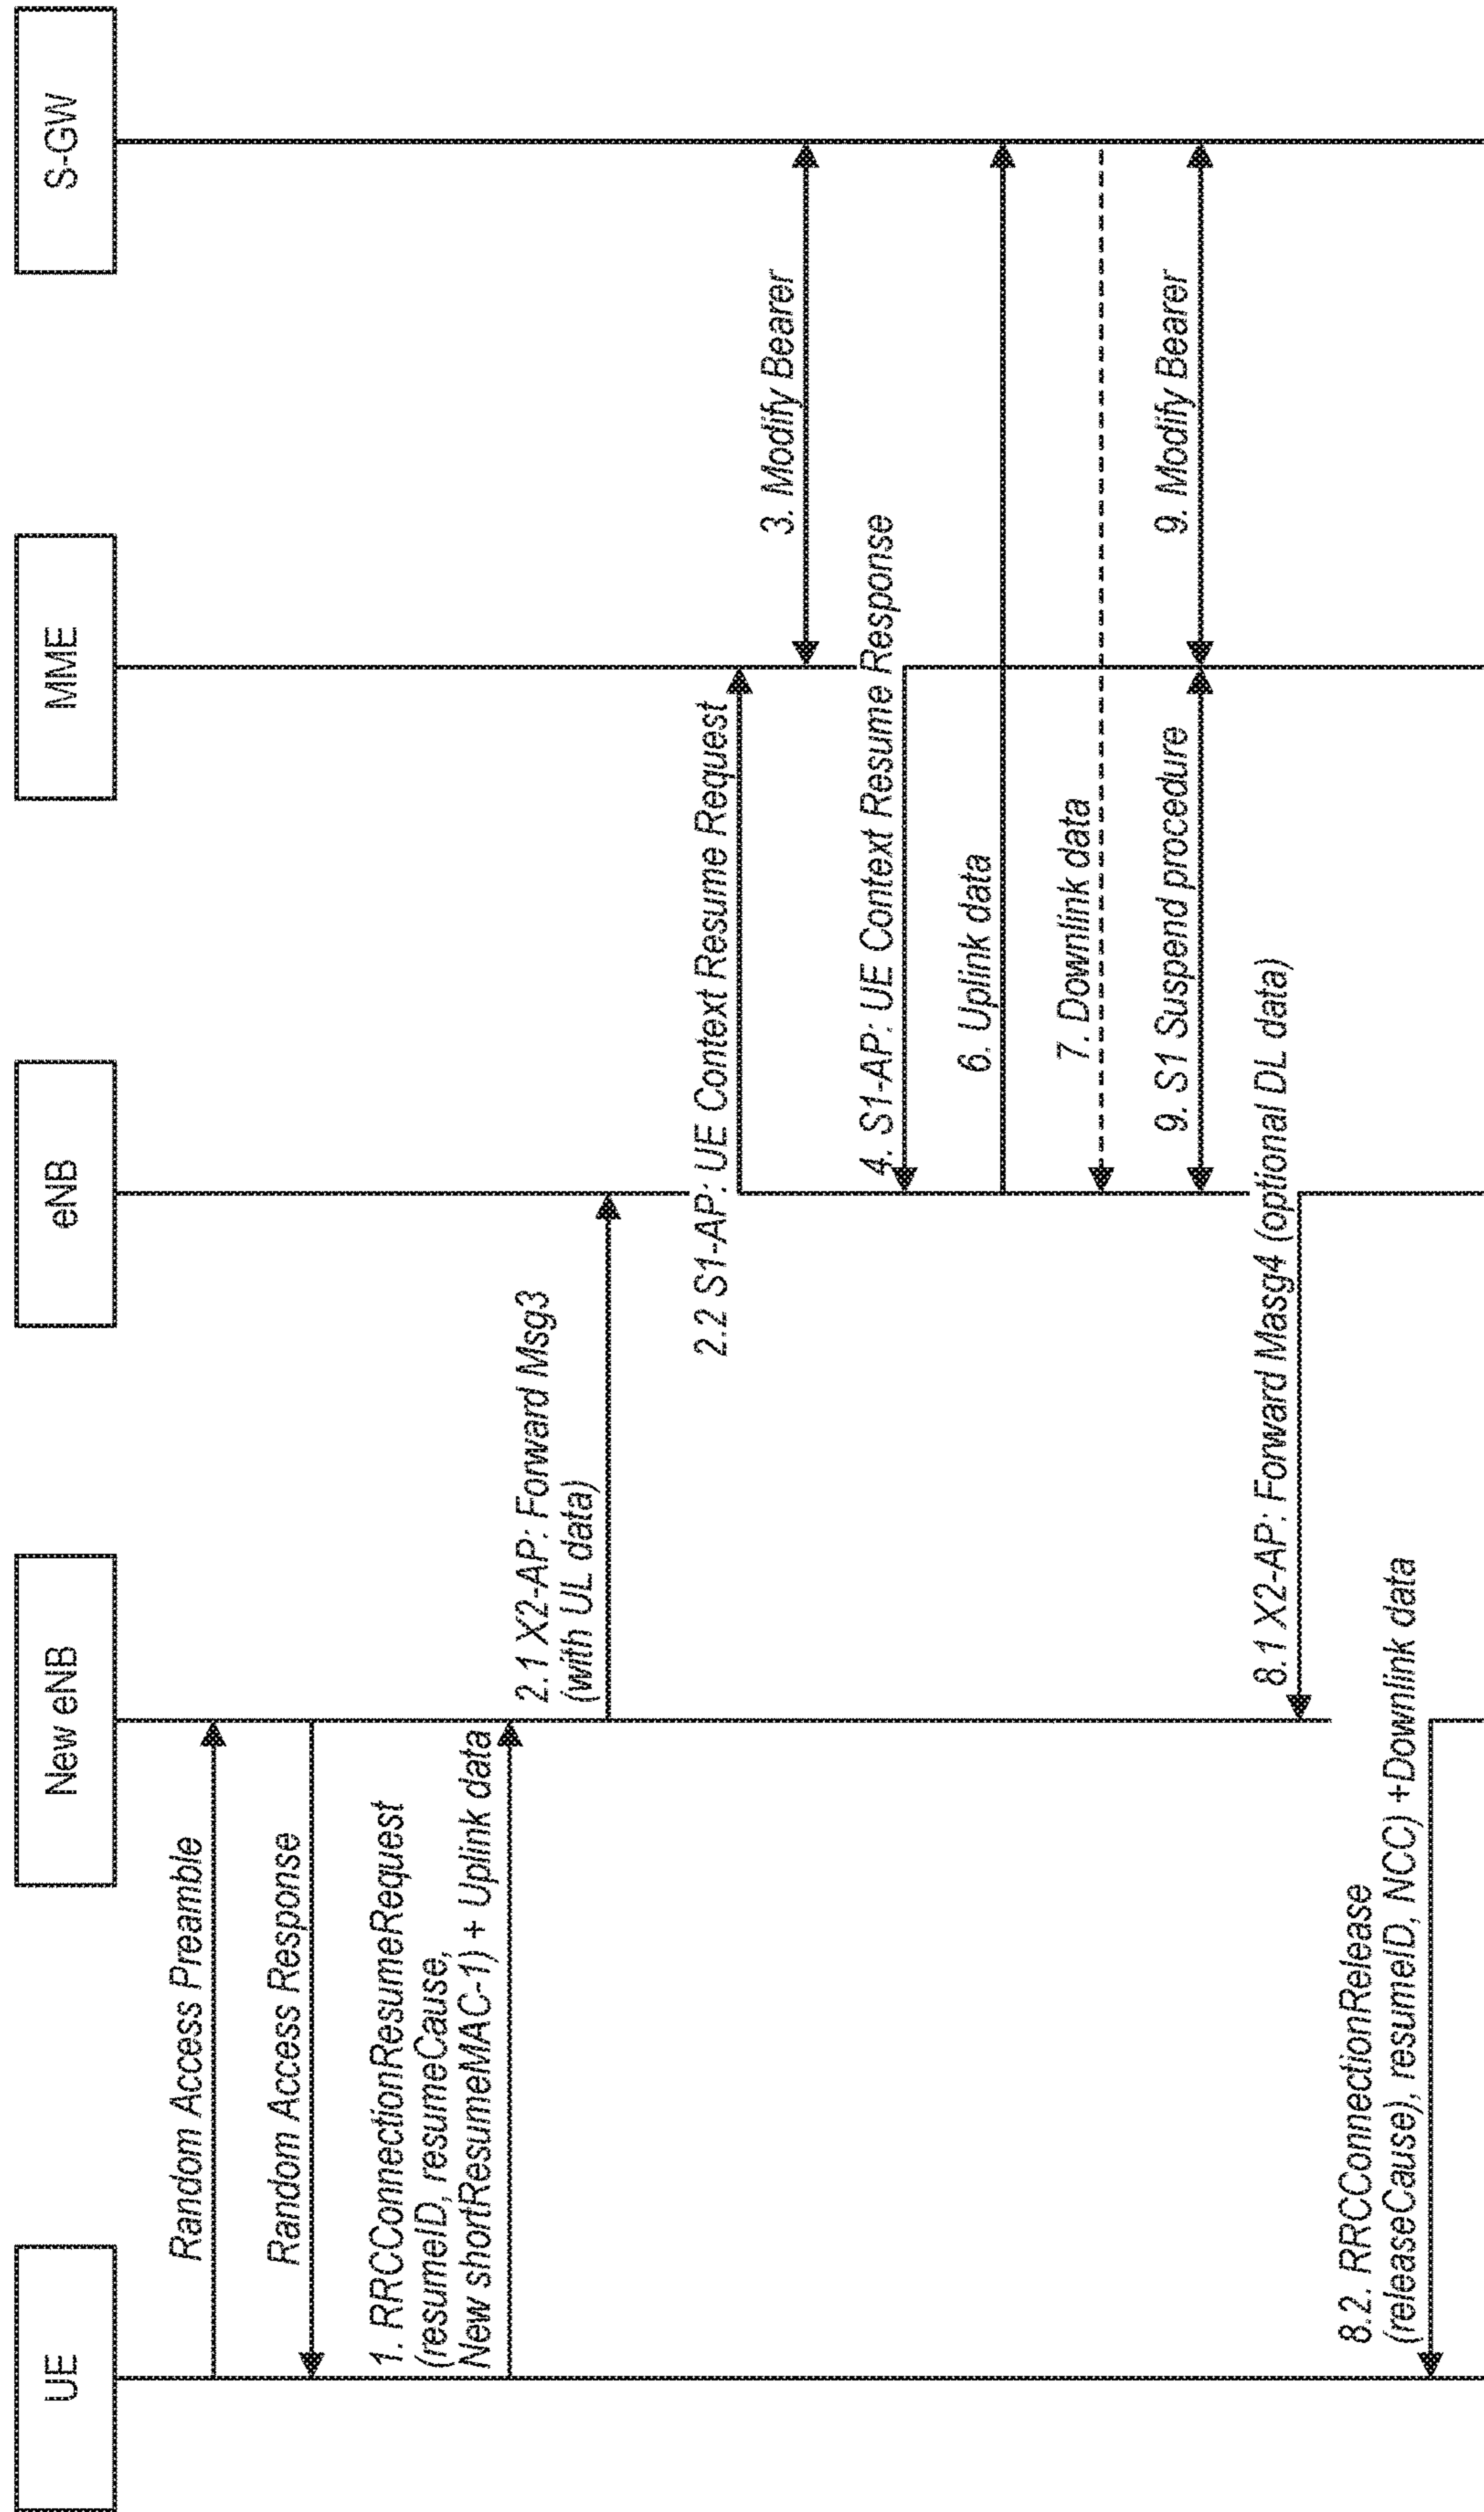 UE
New eNB
eNB
MME
S-GW
Random Access Preamble
Random Access Response
1. RRCConnectionResumeRequest
(resumeID, resumeCause,
New shortResumeMAC-1) + Uplink data
2.1 X2-AP: Forward Msg3
(with UL data)
2.2 S1-AP: UE Context Resume Request
3. Modify Bearer
4. S1-AP: UE Context Resume Response
6. Uplink data
7. Downlink data
9. S1 Suspend procedure
9. Modify Bearer
8.1 X2-AP: Forward Masg4 (optional DL data)
8.2. RRCConnectionRelease
(releaseCause), resumeID, NCC) +Downlink data